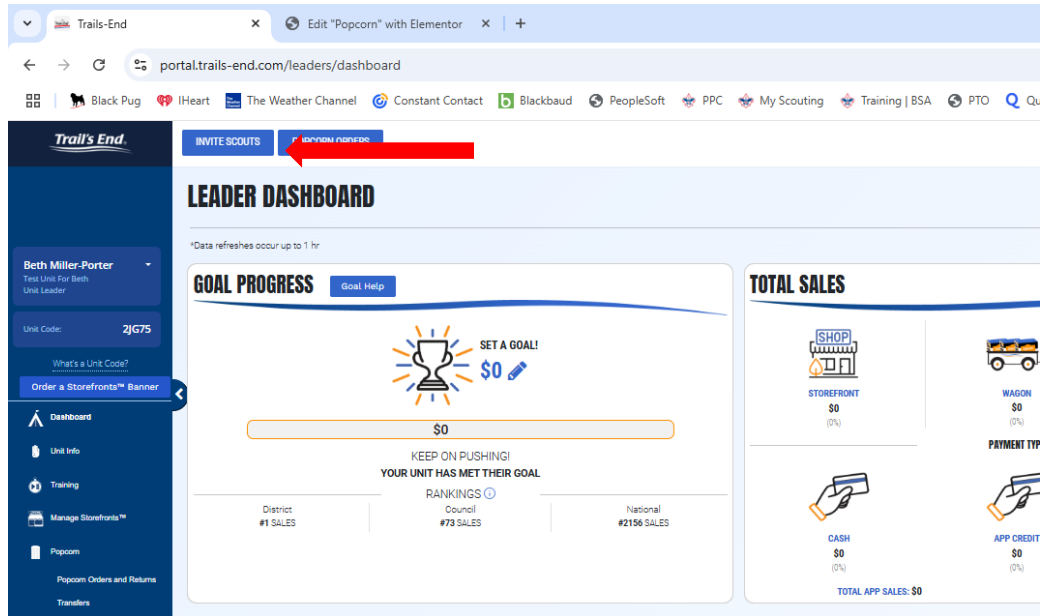 Trails-End
Edit "Popcorn" with Elementor
portal.trails-end.com/leaders/dashboard
Black Pug IHeart The Weather Channel Constant Contact Blackbaud PeopleSoft PPC My Scouting Training | BSA PTO Qu
Trail's End.
INVITE SCOUTS POPCORN ORDERS
LEADER DASHBOARD
*Data refreshes occur up to 1 hr
Beth Miller-Porter
Test Unit For Beth
Unit Leader
Unit Code: 2JG75
What's a Unit Code?
Order a Storefronts™ Banner
Dashboard
Unit Info
Training
Manage Storefronts™
Popcorn
Popcorn Orders and Returns
Transfers
GOAL PROGRESS Goal Help
SET A GOAL!
$0
$0
KEEP ON PUSHING!
YOUR UNIT HAS MET THEIR GOAL
RANKINGS
District Council National
#1 SALES #73 SALES #2156 SALES
TOTAL SALES
SHOP
STOREFRONT WAGON
$0 $0
(0%) (0%)
PAYMENT TYP
CASH APP CREDIT
$0 $0
(0%) (0%)
TOTAL APP SALES: $0